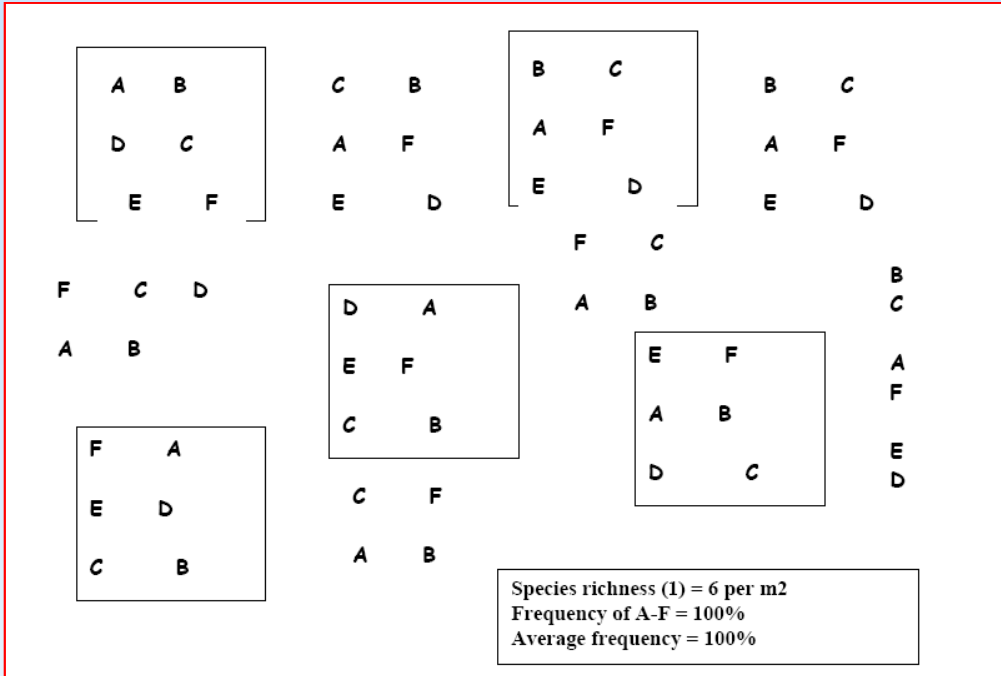 A B
D C
E F
C B
A F
E D
B C
A F
E D
B C
A F
E D
F C D
A B
D A
E F
C B
F C
A B
E F
A B
D C
B
C
A
F
E
D
F A
E D
C B
C F
A B
Species richness (1) = 6 per m2
Frequency of A-F = 100%
Average frequency = 100%